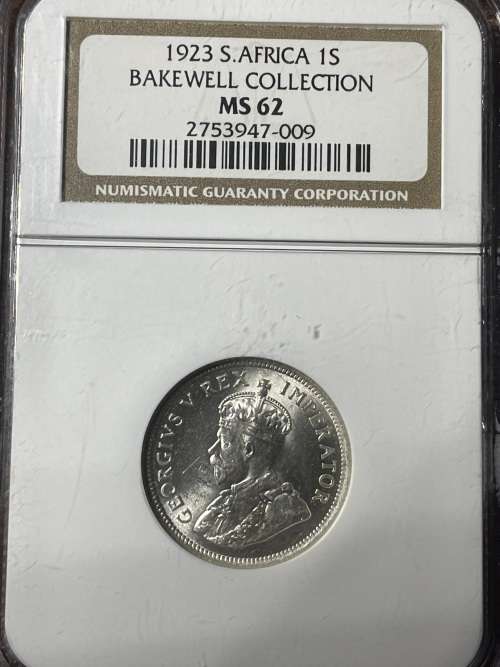 1923 S.AFRICA 1S
BAKEWELL COLLECTION
MS 62
2753947-009
NUMISMATIC GUARANTY CORPORATION
GEORGIVS V REX IMPERATOR